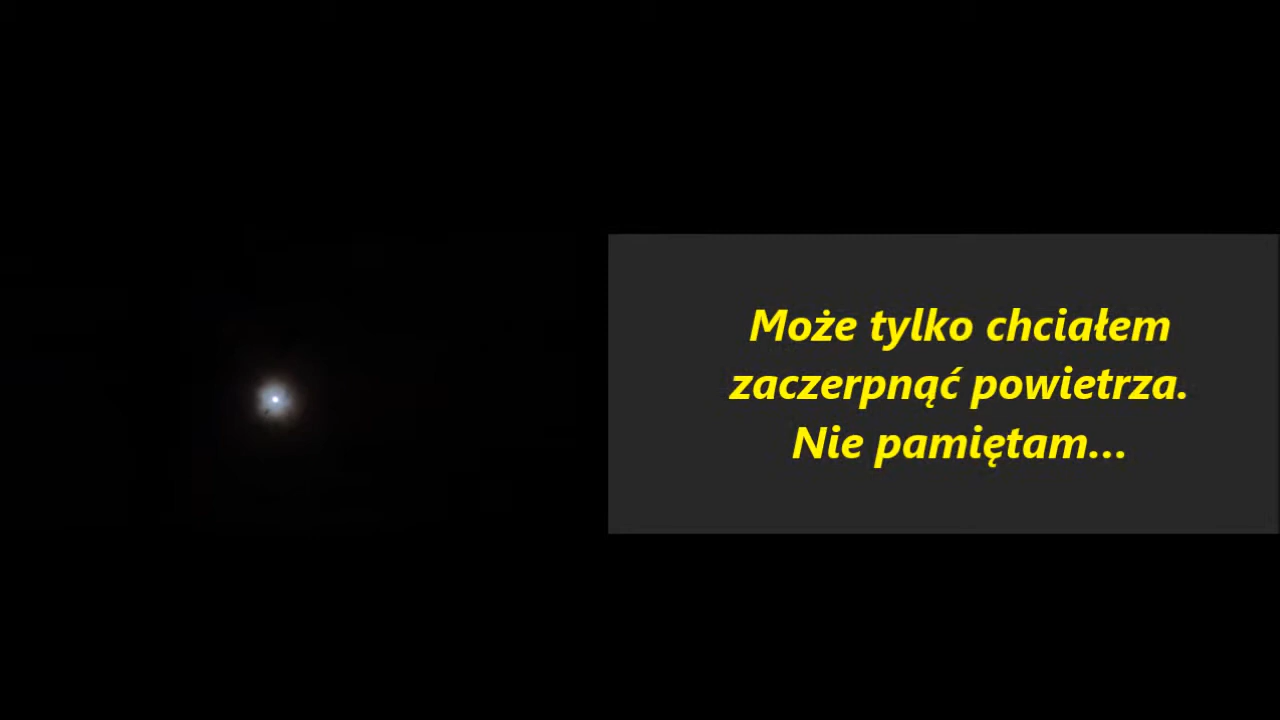 Może tylko chciałem
zaczerpnąć powietrza.
Nie pamiętam...